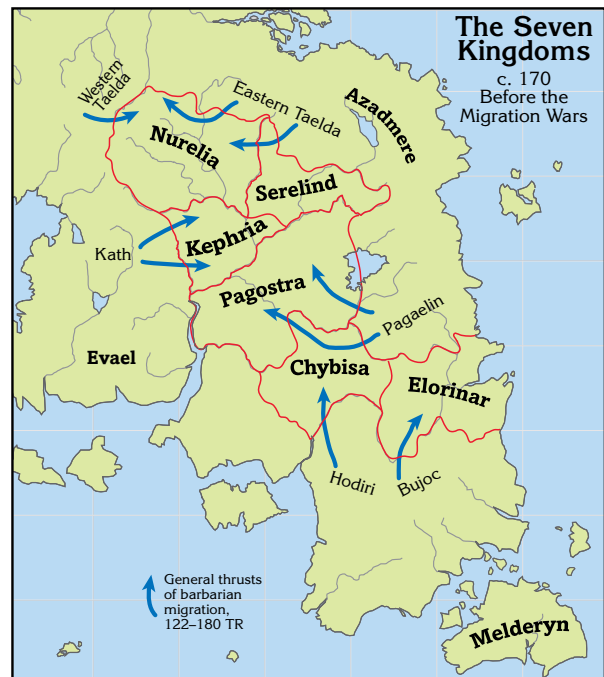 The Seven
Kingdoms
c. 170
Before the
Migration Wars
Western
Taelda
Eastern Taelda
Azadmere
Nurelia
Serelind
Kephria
Kath
Pagostra
Pagaelin
Evael
Chybisa
Elorinar
Hodiri
Bujoc
General thrusts
of barbarian
migration,
122–180 TR
Melderyn